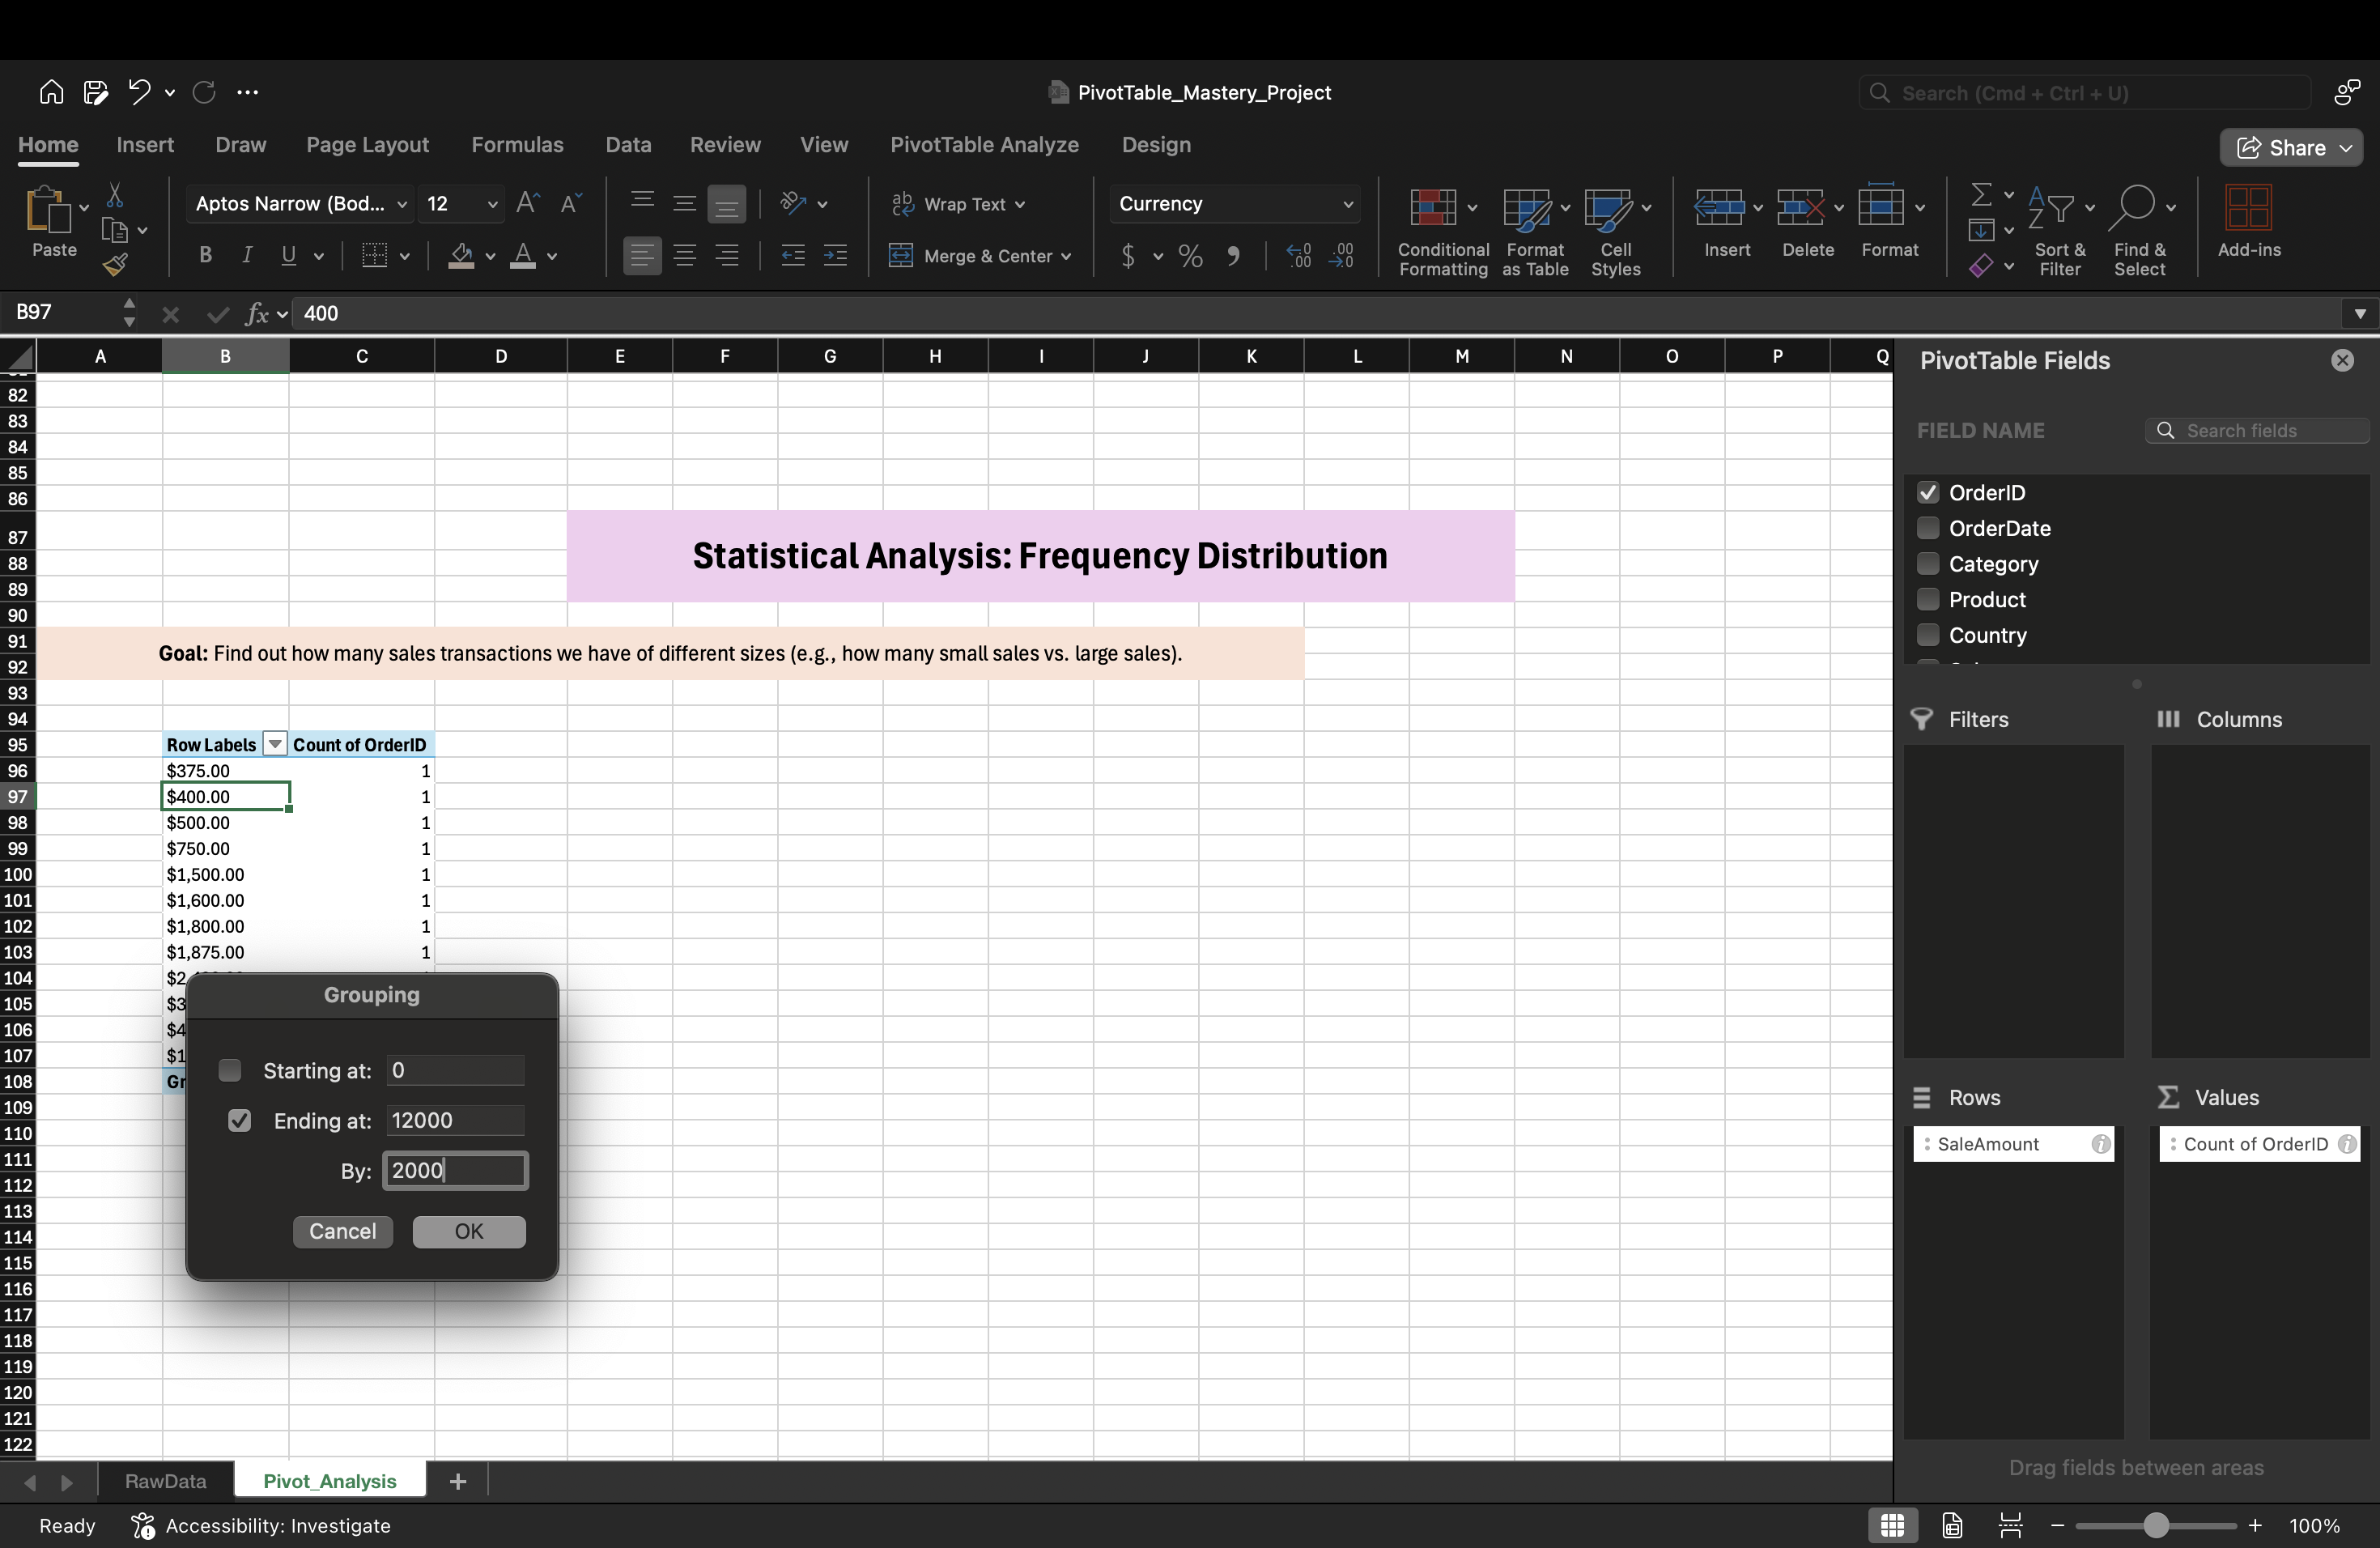 PivotTable_Mastery_Project
Search (Cmd + Ctrl + U)
Home Insert Draw Page Layout Formulas Data Review View PivotTable Analyze Design
Share
Paste
Aptos Narrow (Bod...
12
B I U
Wrap Text
Merge & Center
Currency
$ % 9
Conditional Formatting
Format as Table
Cell Styles
Insert
Delete
Format
Sort & Filter
Find & Select
Add-ins
B97
fx
400
A B C D E F G H I J K L M N O P Q
82
83
84
85
86
87
88
89
Statistical Analysis: Frequency Distribution
90
91
92
Goal: Find out how many sales transactions we have of different sizes (e.g., how many small sales vs. large sales).
93
94
95 Row Labels Count of OrderID
96 $375.00 1
97 $400.00 1
98 $500.00 1
99 $750.00 1
100 $1,500.00 1
101 $1,600.00 1
102 $1,800.00 1
103 $1,875.00 1
104 $2
105 $3
106 $4
107 $1
108 Gr
109
110
111
112
113
114
115
116
117
118
119
120
121
122
Grouping
Starting at: 0
Ending at: 12000
By: 2000
Cancel OK
PivotTable Fields
FIELD NAME
Search fields
OrderID
OrderDate
Category
Product
Country
Filters
Columns
Rows
Values
SaleAmount
Count of OrderID
Drag fields between areas
RawData Pivot_Analysis +
Ready
Accessibility: Investigate
100%